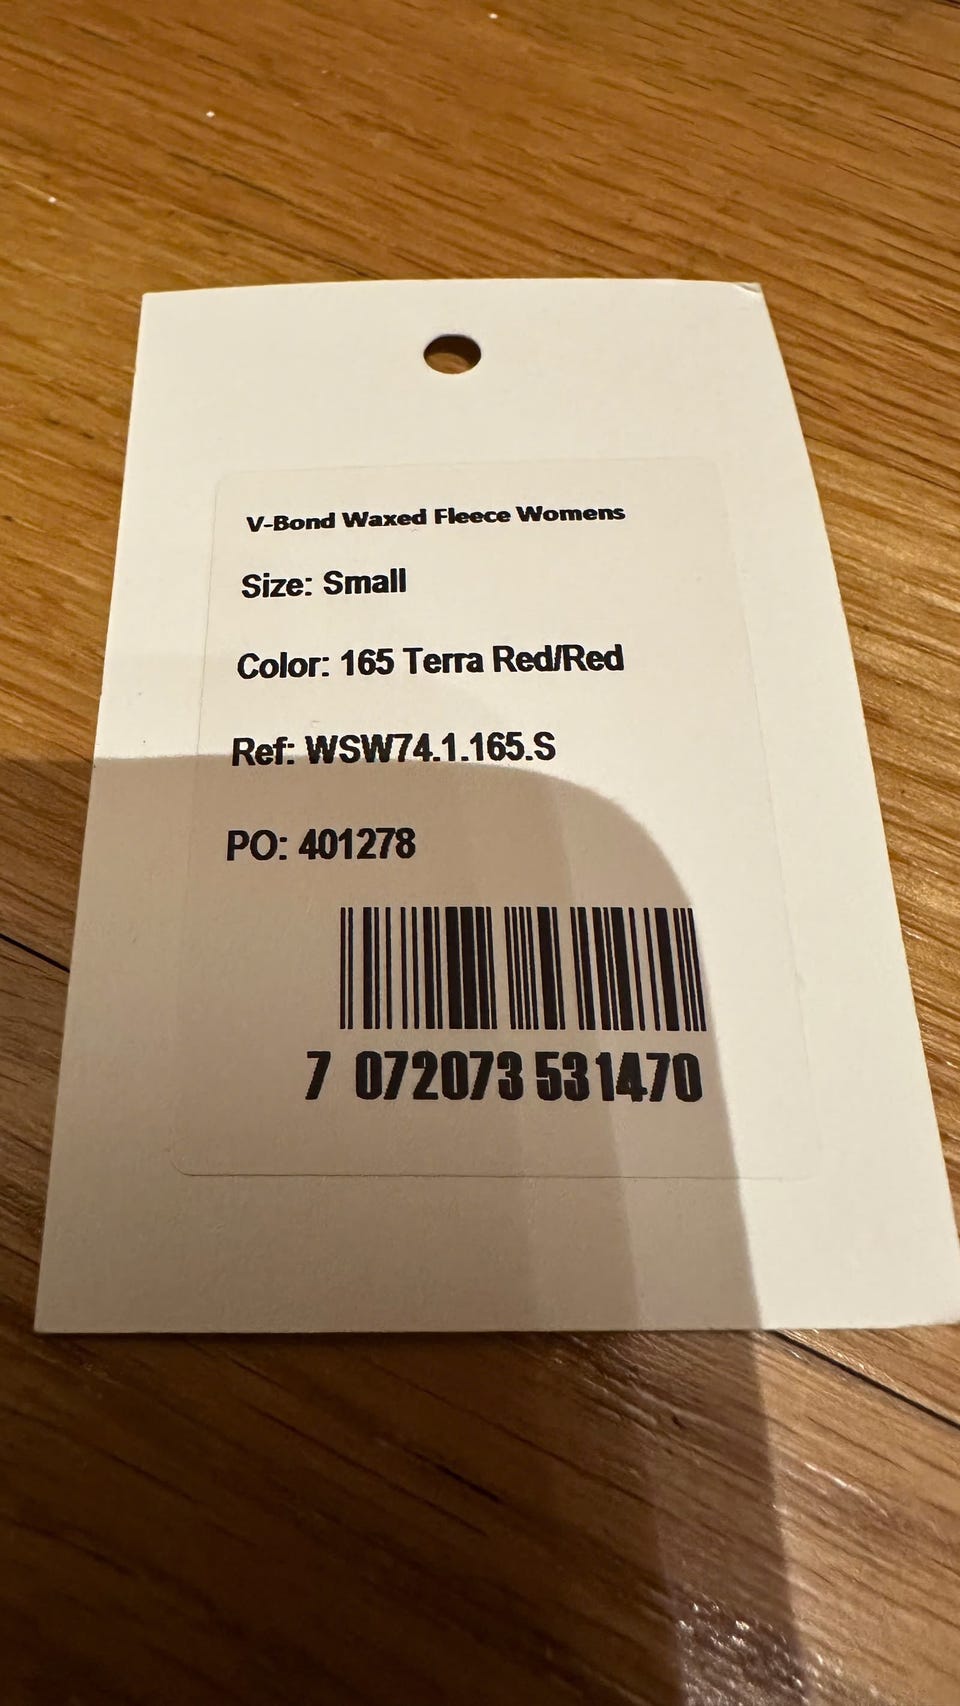 V-Bond Waxed Fleece Womens
Size: Small
Color: 165 Terra Red/Red
Ref: WSW74.1.165.S
PO: 401278
7 072073 531470